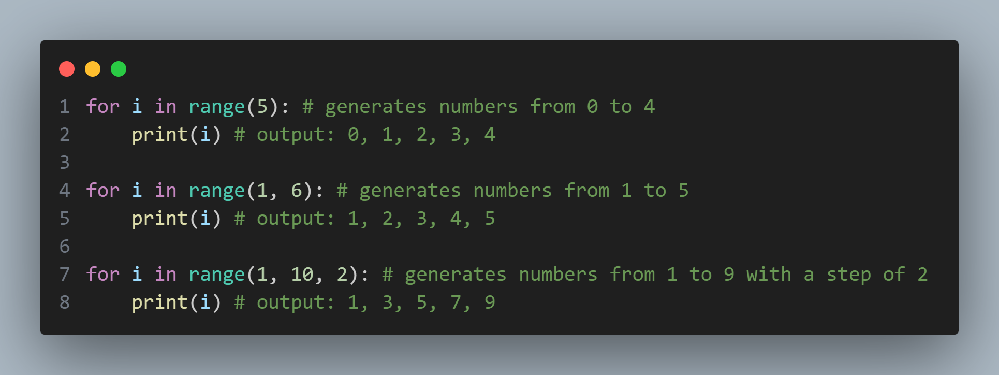 1 for i in range(5): # generates numbers from 0 to 4
2     print(i) # output: 0, 1, 2, 3, 4
3
4 for i in range(1, 6): # generates numbers from 1 to 5
5     print(i) # output: 1, 2, 3, 4, 5
6
7 for i in range(1, 10, 2): # generates numbers from 1 to 9 with a step of 2
8     print(i) # output: 1, 3, 5, 7, 9